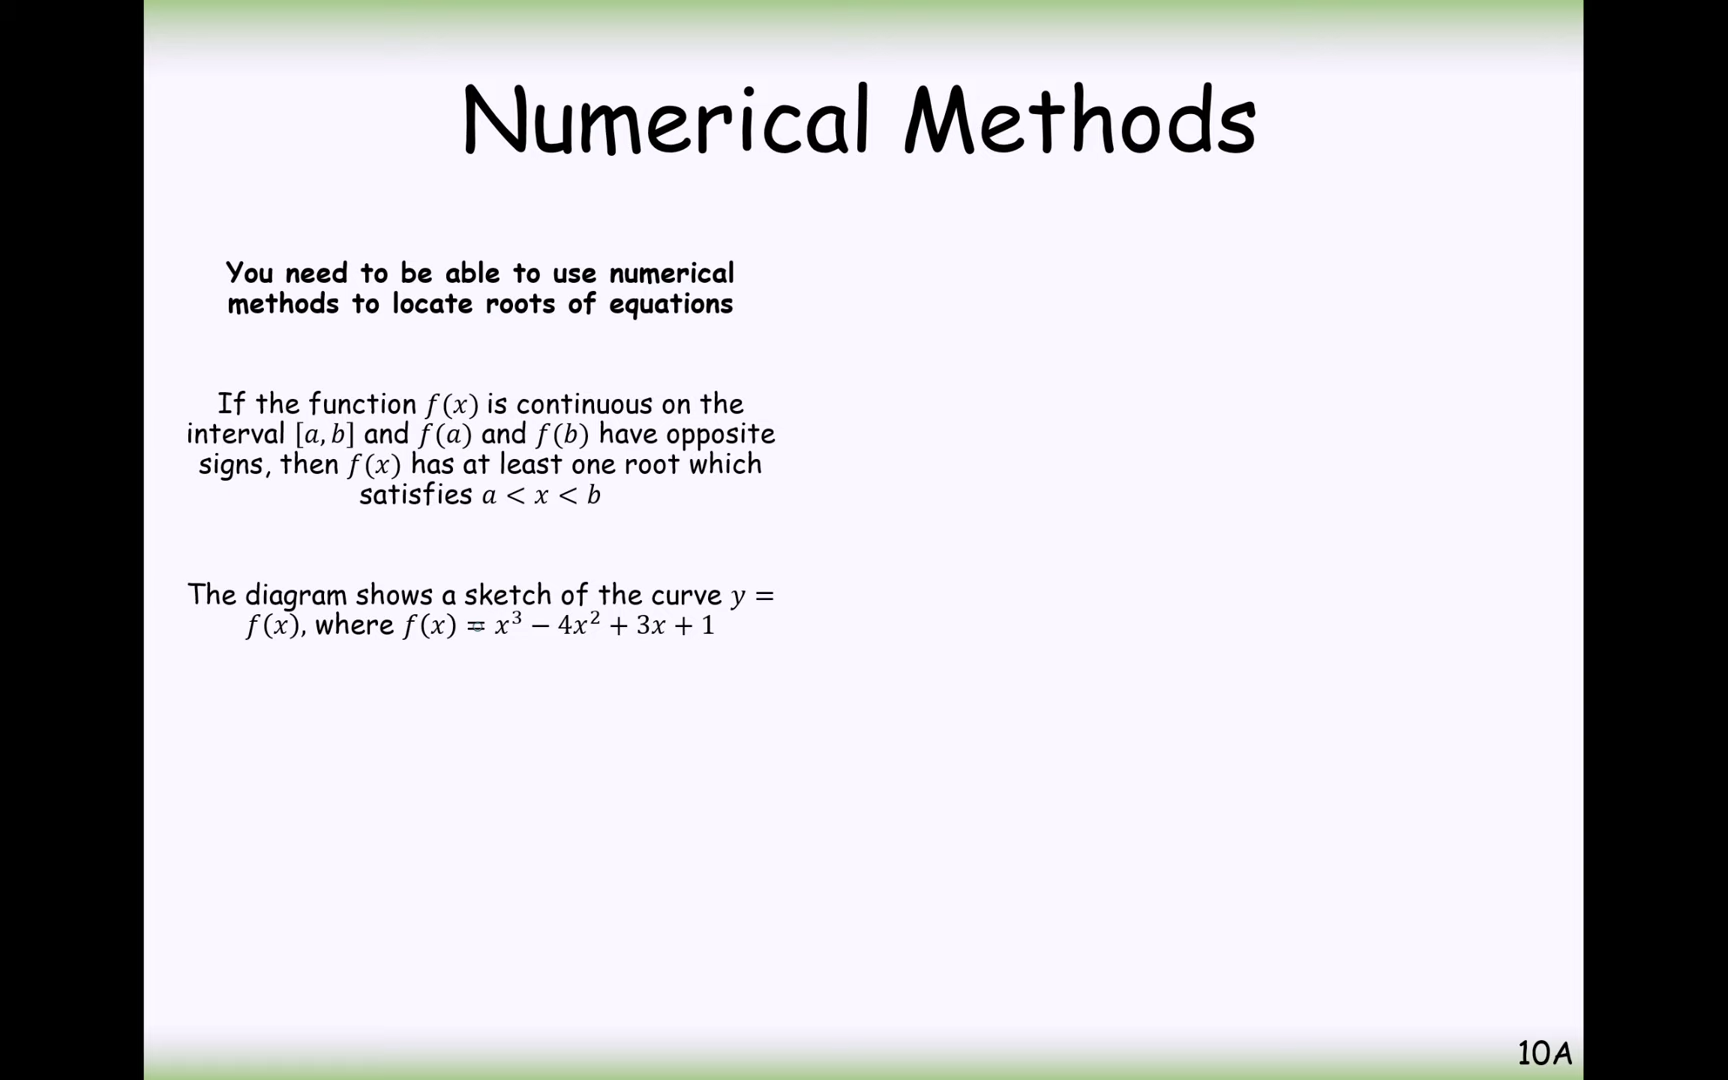 Numerical Methods
You need to be able to use numerical
methods to locate roots of equations
If the function f(x) is continuous on the
interval [a, b] and f(a) and f(b) have opposite
signs, then f(x) has at least one root which
satisfies a < x < b
The diagram shows a sketch of the curve y =
f(x), where f(x) = x³ − 4x² + 3x + 1
10A